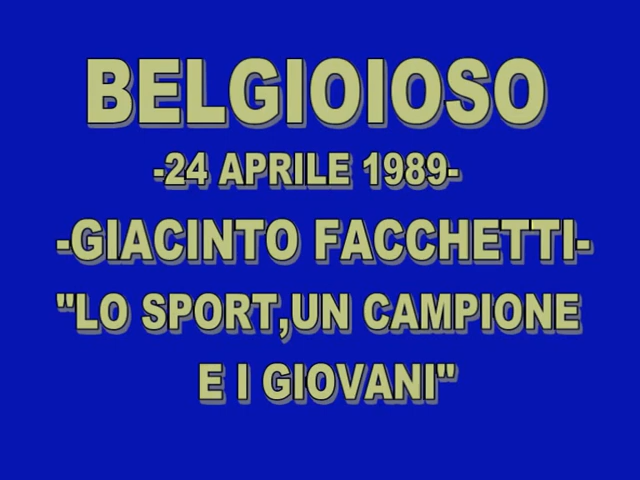 BELGIOIOSO
-24 APRILE 1989-
-GIACINTO FACCHETTI-
"LO SPORT,UN CAMPIONE
E I GIOVANI"